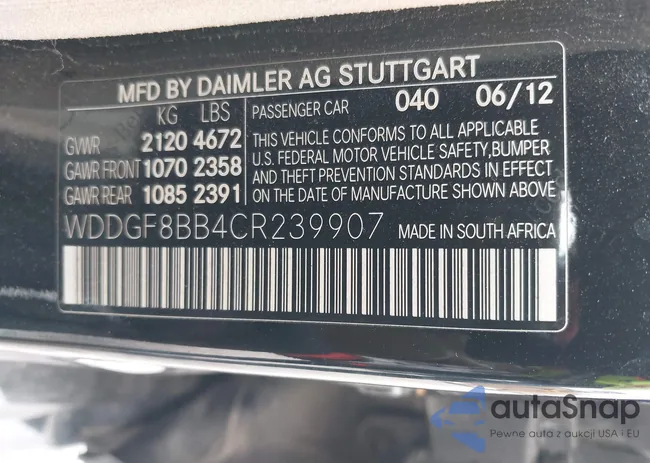 MFD BY DAIMLER AG STUTTGART
KG LBS PASSENGER CAR 040 06/12
GVWR 2120 4672 THIS VEHICLE CONFORMS TO ALL APPLICABLE
GAWR FRONT 1070 2358 U.S. FEDERAL MOTOR VEHICLE SAFETY,BUMPER
GAWR REAR 1085 2391 AND THEFT PREVENTION STANDARDS IN EFFECT
ON THE DATE OF MANUFACTURE SHOWN ABOVE
WDDGF8BB4CR239907 MADE IN SOUTH AFRICA
autaSnap
Pewne auta z aukcji USA i EU